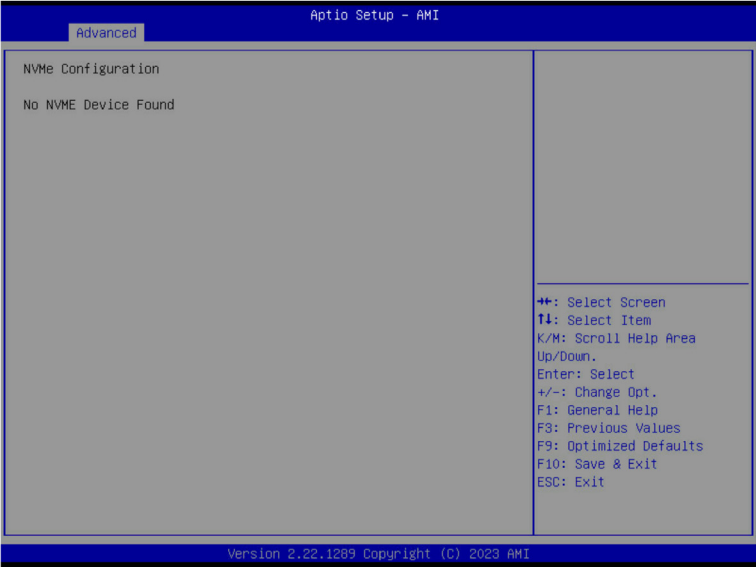 Aptio Setup – AMI
Advanced
NVMe Configuration
No NVME Device Found
→←: Select Screen
↑↓: Select Item
K/M: Scroll Help Area
Up/Down.
Enter: Select
+/-: Change Opt.
F1: General Help
F3: Previous Values
F9: Optimized Defaults
F10: Save & Exit
ESC: Exit
Version 2.22.1289 Copyright (C) 2023 AMI